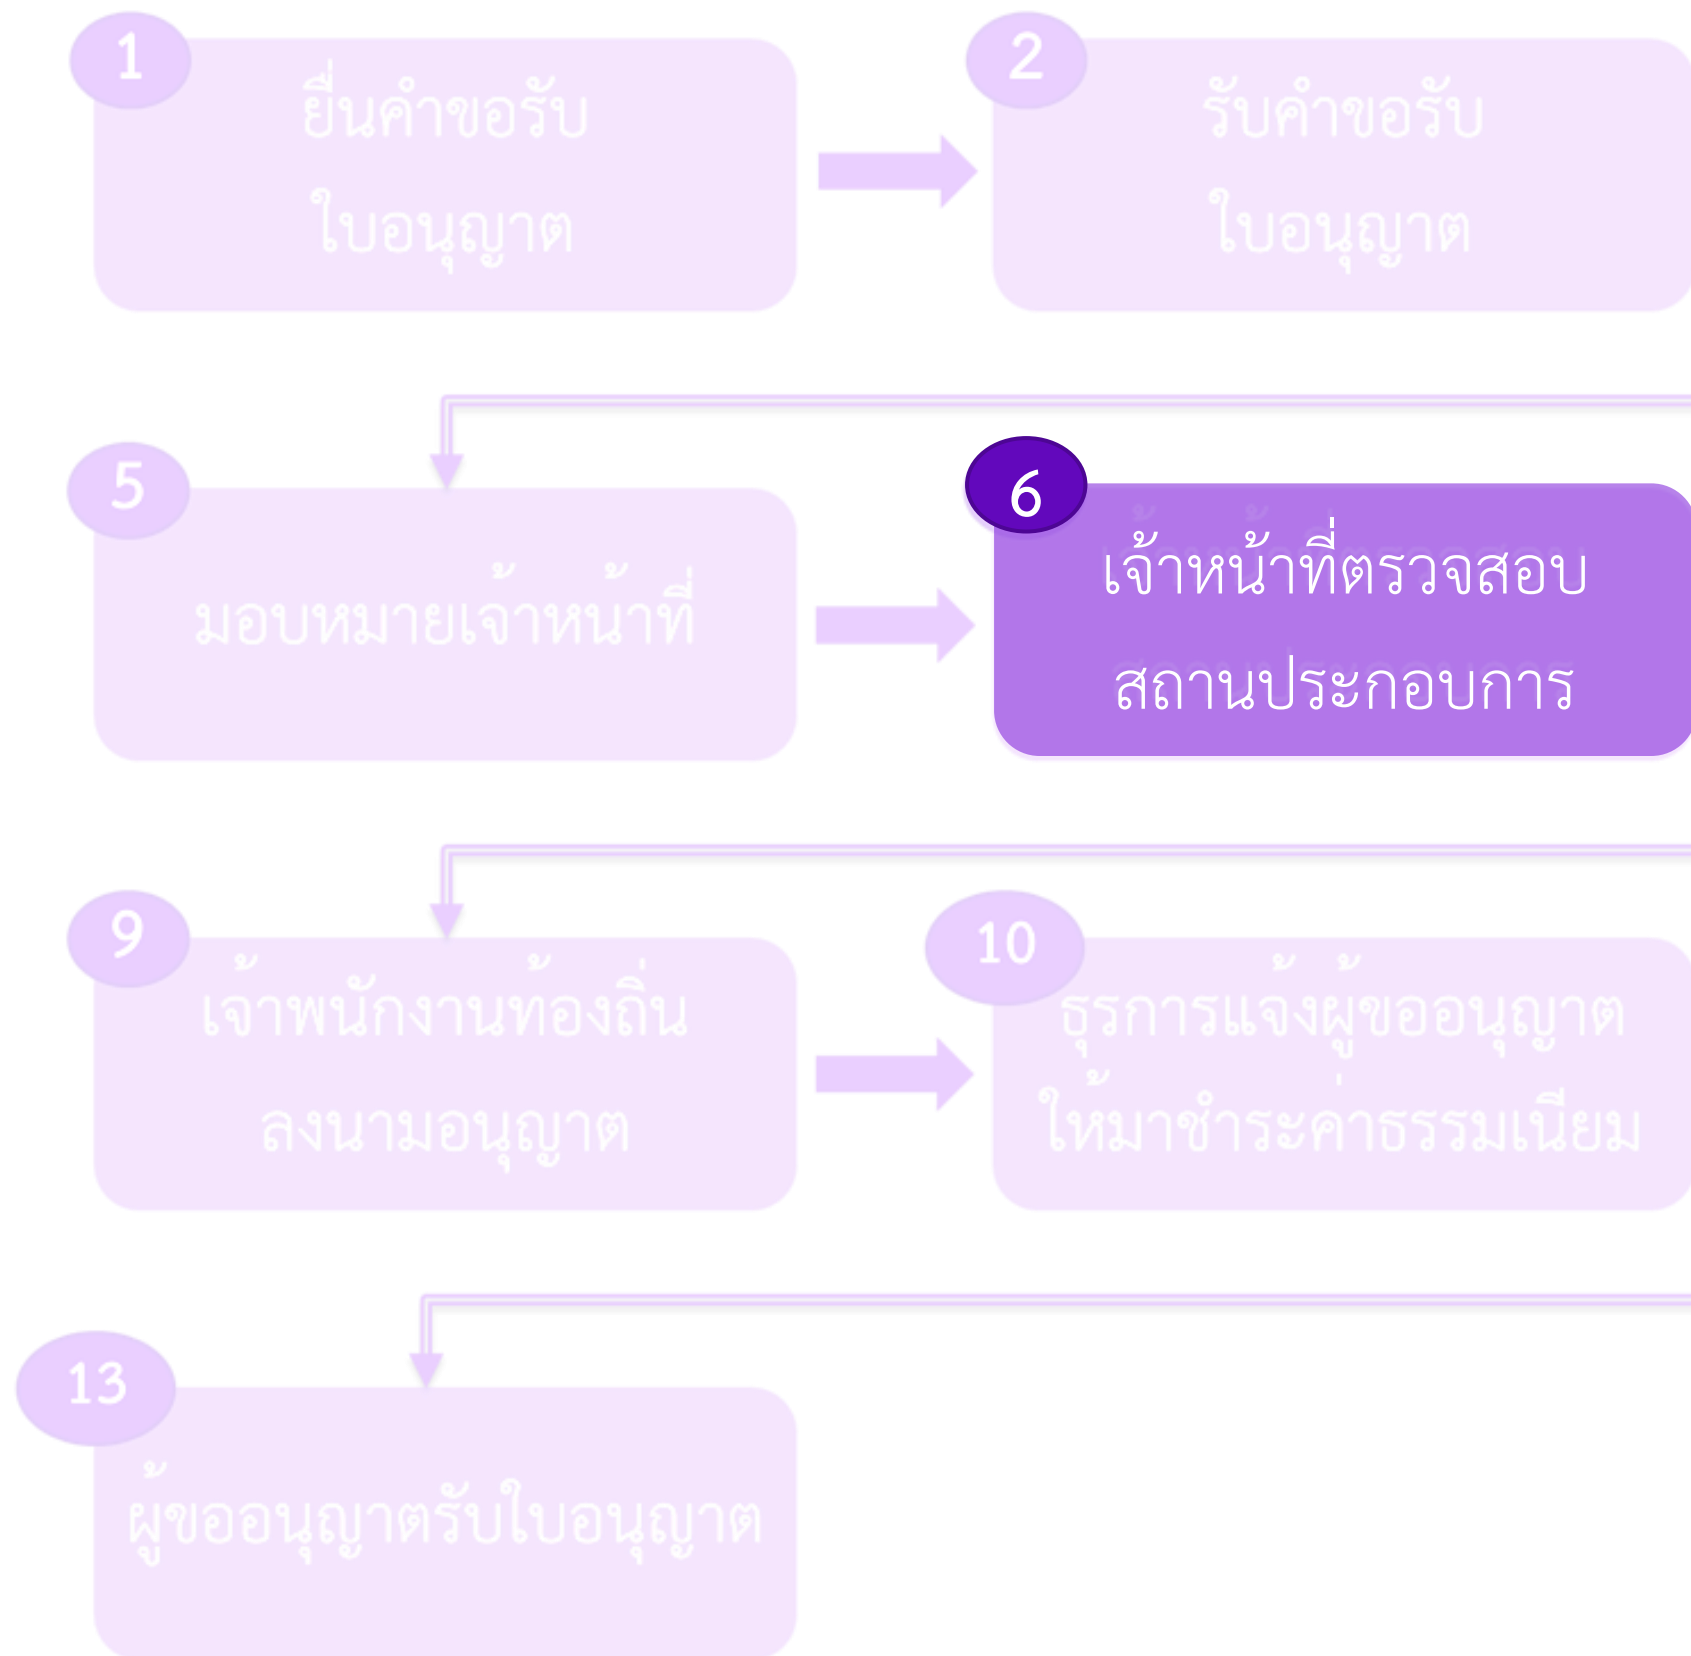 1
ยื่นคำขอรับ
ใบอนุญาต
2
รับคำขอรับ
ใบอนุญาต
5
มอบหมายเจ้าหน้าที่
6
เจ้าหน้าที่ตรวจสอบ
สถานประกอบการ
9
เจ้าพนักงานท้องถิ่น
ลงนามอนุญาต
10
ธุรการแจ้งผู้ขออนุญาต
ให้มาชำระค่าธรรมเนียม
13
ผู้ขออนุญาตรับใบอนุญาต